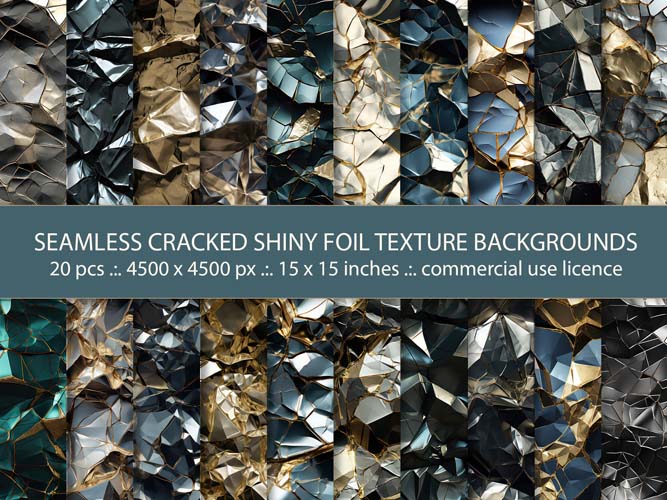 SEAMLESS CRACKED SHINY FOIL TEXTURE BACKGROUNDS
20 pcs .:. 4500 x 4500 px .:. 15 x 15 inches .:. commercial use licence